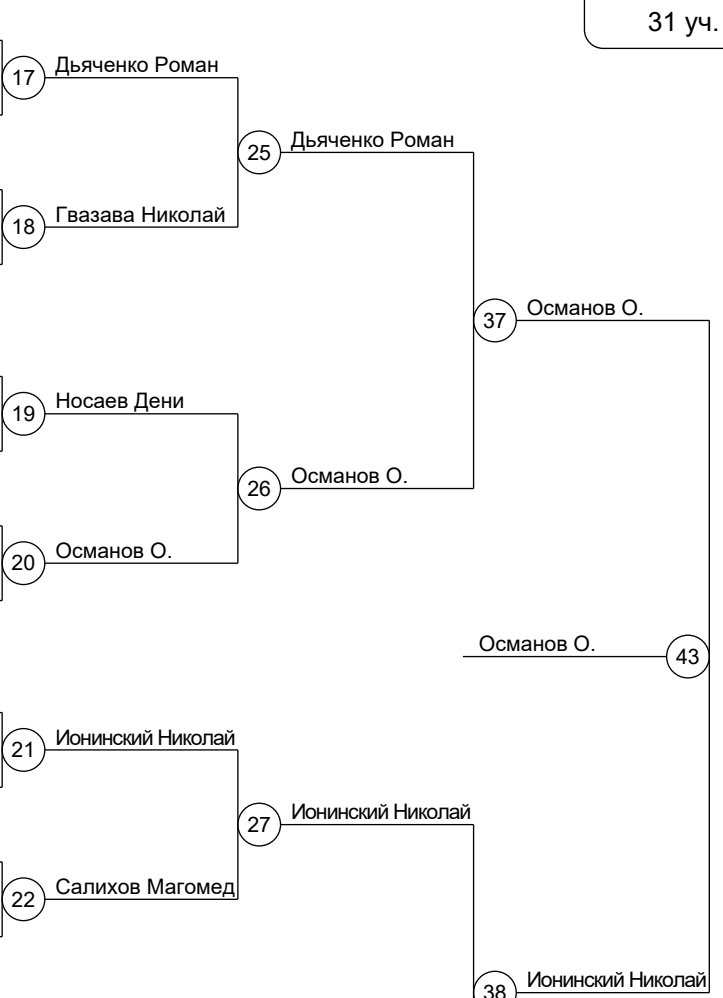 31 уч.
17 Дьяченко Роман
25 Дьяченко Роман
18 Гвазава Николай
37 Османов О.
19 Носаев Дени
26 Османов О.
20 Османов О.
Османов О. 43
21 Ионинский Николай
27 Ионинский Николай
22 Салихов Магомед
38 Ионинский Николай